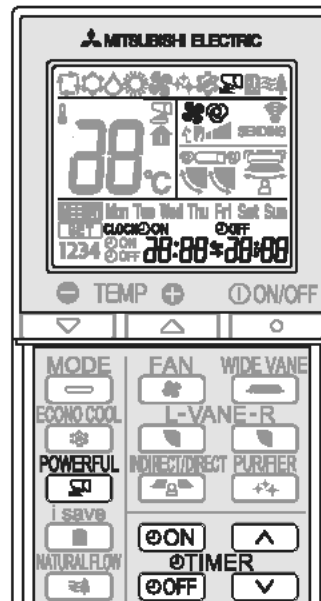 MITSUBISHI ELECTRIC
SENDING
88°C
Mon Tue Wed Thu Fri Sat Sun
SET CLOCK ON OFF
1234 ON OFF 88:88 88:88
TEMP ON/OFF
MODE FAN WIDE VANE
ECONO COOL L-VANE-R
POWERFUL INDIRECT/DIRECT PURIFIER
i save
ON
NATURAL FLOW TIMER
OFF